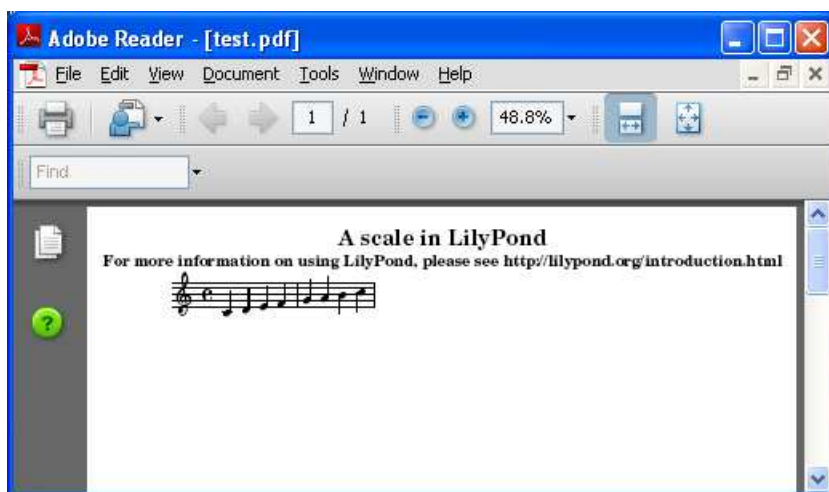 Adobe Reader - [test.pdf]
File Edit View Document Tools Window Help
1 / 1 48.8%
Find
A scale in LilyPond
For more information on using LilyPond, please see http://lilypond.org/introduction.html